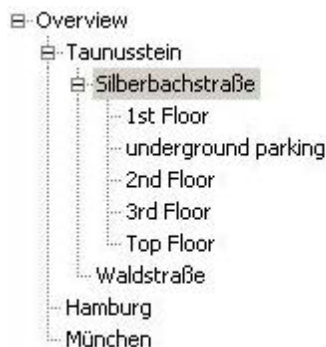 Overview
Taunusstein
Silberbachstraße
1st Floor
underground parking
2nd Floor
3rd Floor
Top Floor
Waldstraße
Hamburg
München